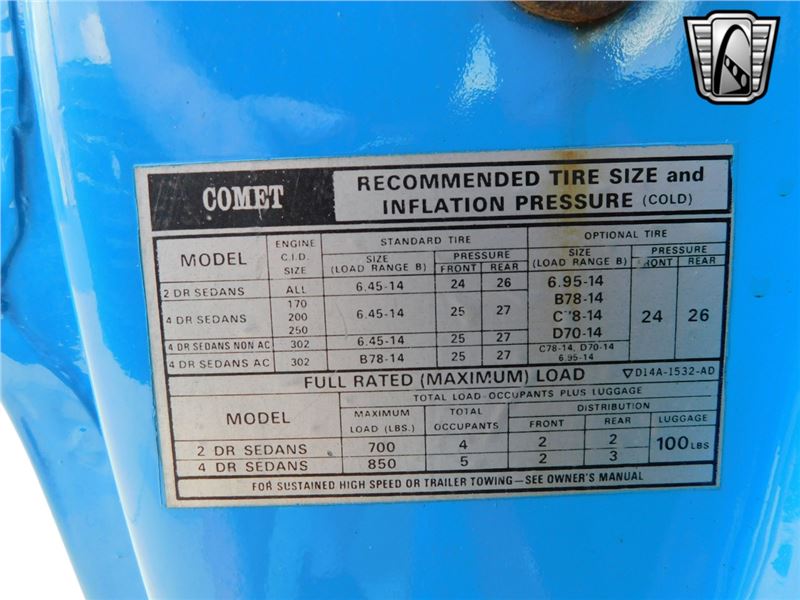 COMET
RECOMMENDED TIRE SIZE and
INFLATION PRESSURE (COLD)
MODEL ENGINE C.I.D. SIZE STANDARD TIRE OPTIONAL TIRE
SIZE (LOAD RANGE B) PRESSURE SIZE (LOAD RANGE B) PRESSURE
FRONT REAR FRONT REAR
2 DR SEDANS ALL 6.45-14 24 26 6.95-14
4 DR SEDANS 170 200 250 6.45-14 25 27 B78-14 C78-14 D70-14 24 26
4 DR SEDANS NON AC 302 6.45-14 25 27 C78-14, D70-14
4 DR SEDANS AC 302 B78-14 25 27 6.95-14
FULL RATED (MAXIMUM) LOAD ▽D14A-1532-AD
MODEL TOTAL LOAD-OCCUPANTS PLUS LUGGAGE
MAXIMUM LOAD (LBS.) TOTAL OCCUPANTS DISTRIBUTION
FRONT REAR LUGGAGE
2 DR SEDANS 700 4 2 2 100 LBS
4 DR SEDANS 850 5 2 3
FOR SUSTAINED HIGH SPEED OR TRAILER TOWING—SEE OWNER'S MANUAL